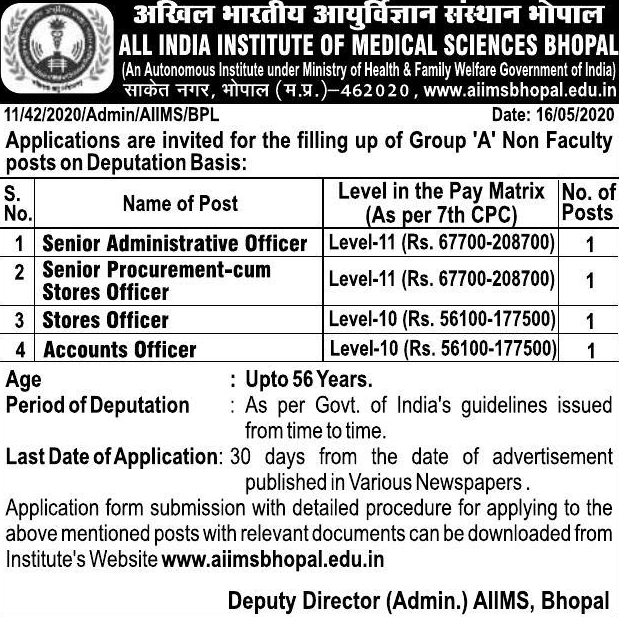 अखिल भारतीय आयुर्विज्ञान संस्थान भोपाल
ALL INDIA INSTITUTE OF MEDICAL SCIENCES BHOPAL
(An Autonomous Institute under Ministry of Health & Family Welfare Government of India)
साकेत नगर, भोपाल (म.प्र.)–462020, www.aiimsbhopal.edu.in
11/42/2020/Admin/AIIMS/BPL Date: 16/05/2020
Applications are invited for the filling up of Group 'A' Non Faculty
posts on Deputation Basis:
S. No. Name of Post Level in the Pay Matrix (As per 7th CPC) No. of Posts
1 Senior Administrative Officer Level-11 (Rs. 67700-208700) 1
2 Senior Procurement-cum Stores Officer Level-11 (Rs. 67700-208700) 1
3 Stores Officer Level-10 (Rs. 56100-177500) 1
4 Accounts Officer Level-10 (Rs. 56100-177500) 1
Age : Upto 56 Years.
Period of Deputation : As per Govt. of India's guidelines issued
from time to time.
Last Date of Application: 30 days from the date of advertisement
published in Various Newspapers .
Application form submission with detailed procedure for applying to the
above mentioned posts with relevant documents can be downloaded from
Institute's Website www.aiimsbhopal.edu.in
Deputy Director (Admin.) AIIMS, Bhopal